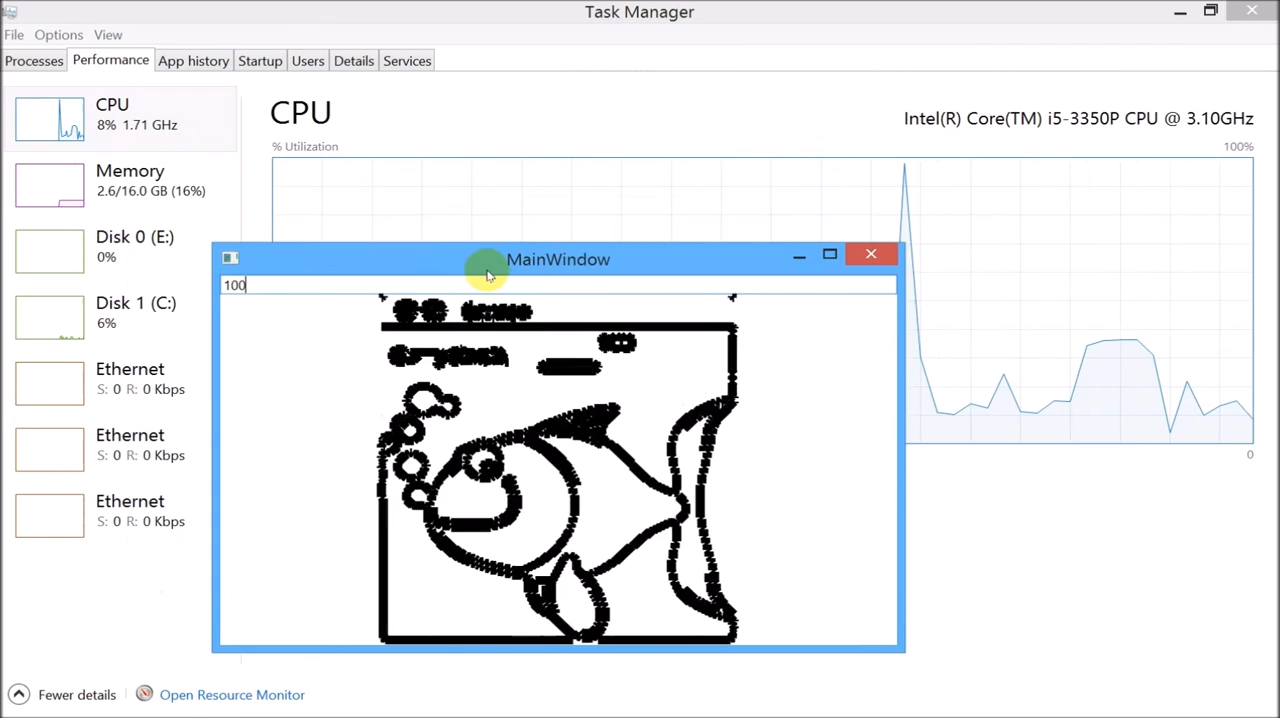 Task Manager
File Options View
Processes Performance App history Startup Users Details Services
CPU
8% 1.71 GHz
Memory
2.6/16.0 GB (16%)
Disk 0 (E:)
0%
Disk 1 (C:)
6%
Ethernet
S: 0 R: 0 Kbps
Ethernet
S: 0 R: 0 Kbps
Ethernet
S: 0 R: 0 Kbps
CPU
Intel(R) Core(TM) i5-3350P CPU @ 3.10GHz
% Utilization
100%
MainWindow
100
0
Fewer details
Open Resource Monitor